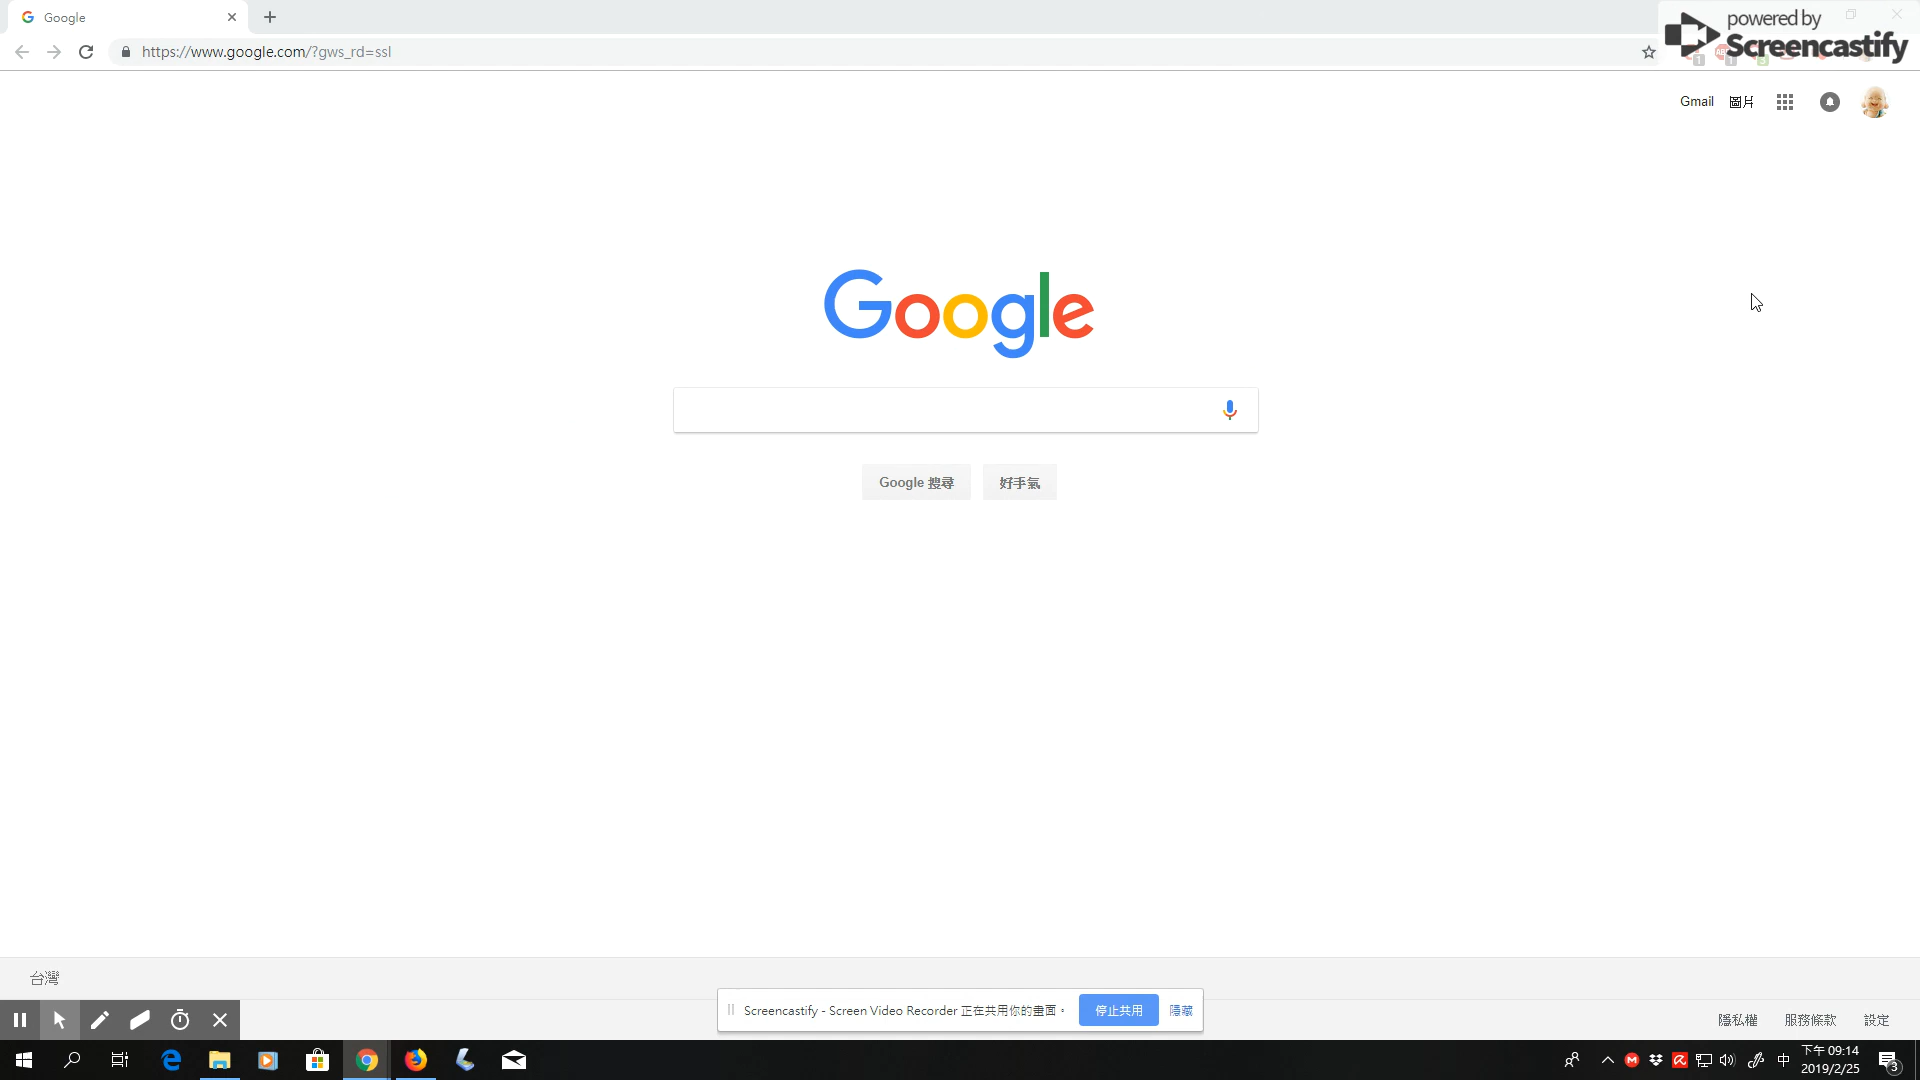 Google
https://www.google.com/?gws_rd=ssl
powered by
Screencastify
Gmail 圖片
Google
Google 搜尋 好手氣
台灣
Screencastify - Screen Video Recorder 正在共用你的畫面。 停止共用 隱藏
隱私權 服務條款 設定
中 下午 09:14
2019/2/25
3